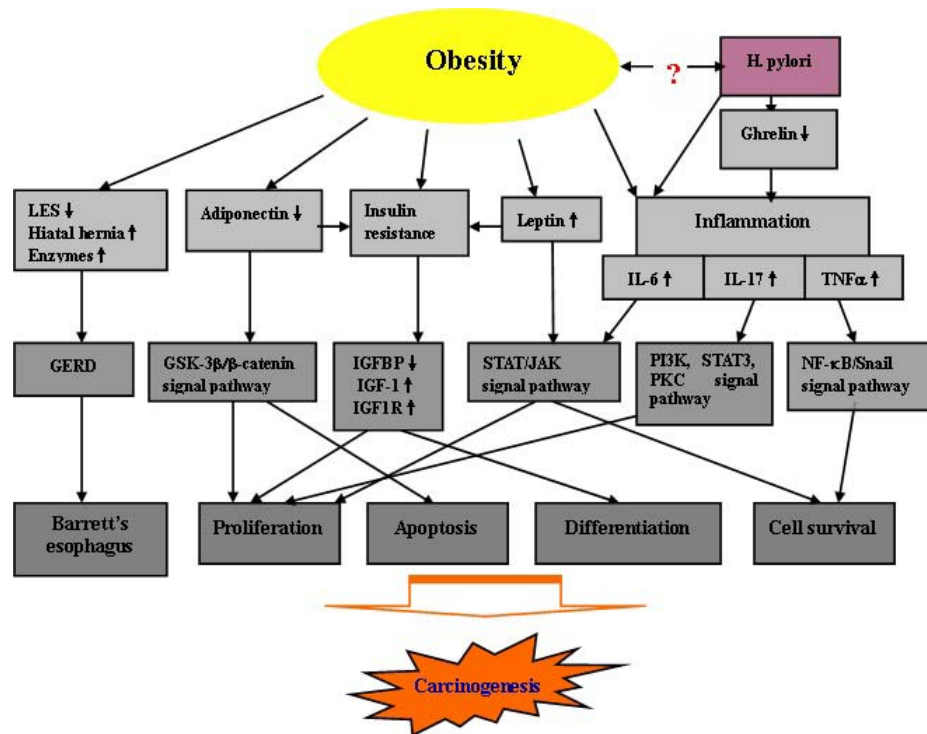 Obesity
?
H. pylori
Ghrelin ↓
LES ↓
Hiatal hernia ↑
Enzymes ↑
Adiponectin ↓
Insulin
resistance
Leptin ↑
Inflammation
IL-6 ↑
IL-17 ↑
TNFα ↑
GERD
GSK-3β/β-catenin
signal pathway
IGFBP ↓
IGF-1 ↑
IGF1R ↑
STAT/JAK
signal pathway
PI3K, STAT3,
PKC signal
pathway
NF-κB/Snail
signal pathway
Barrett's
esophagus
Proliferation
Apoptosis
Differentiation
Cell survival
Carcinogenesis